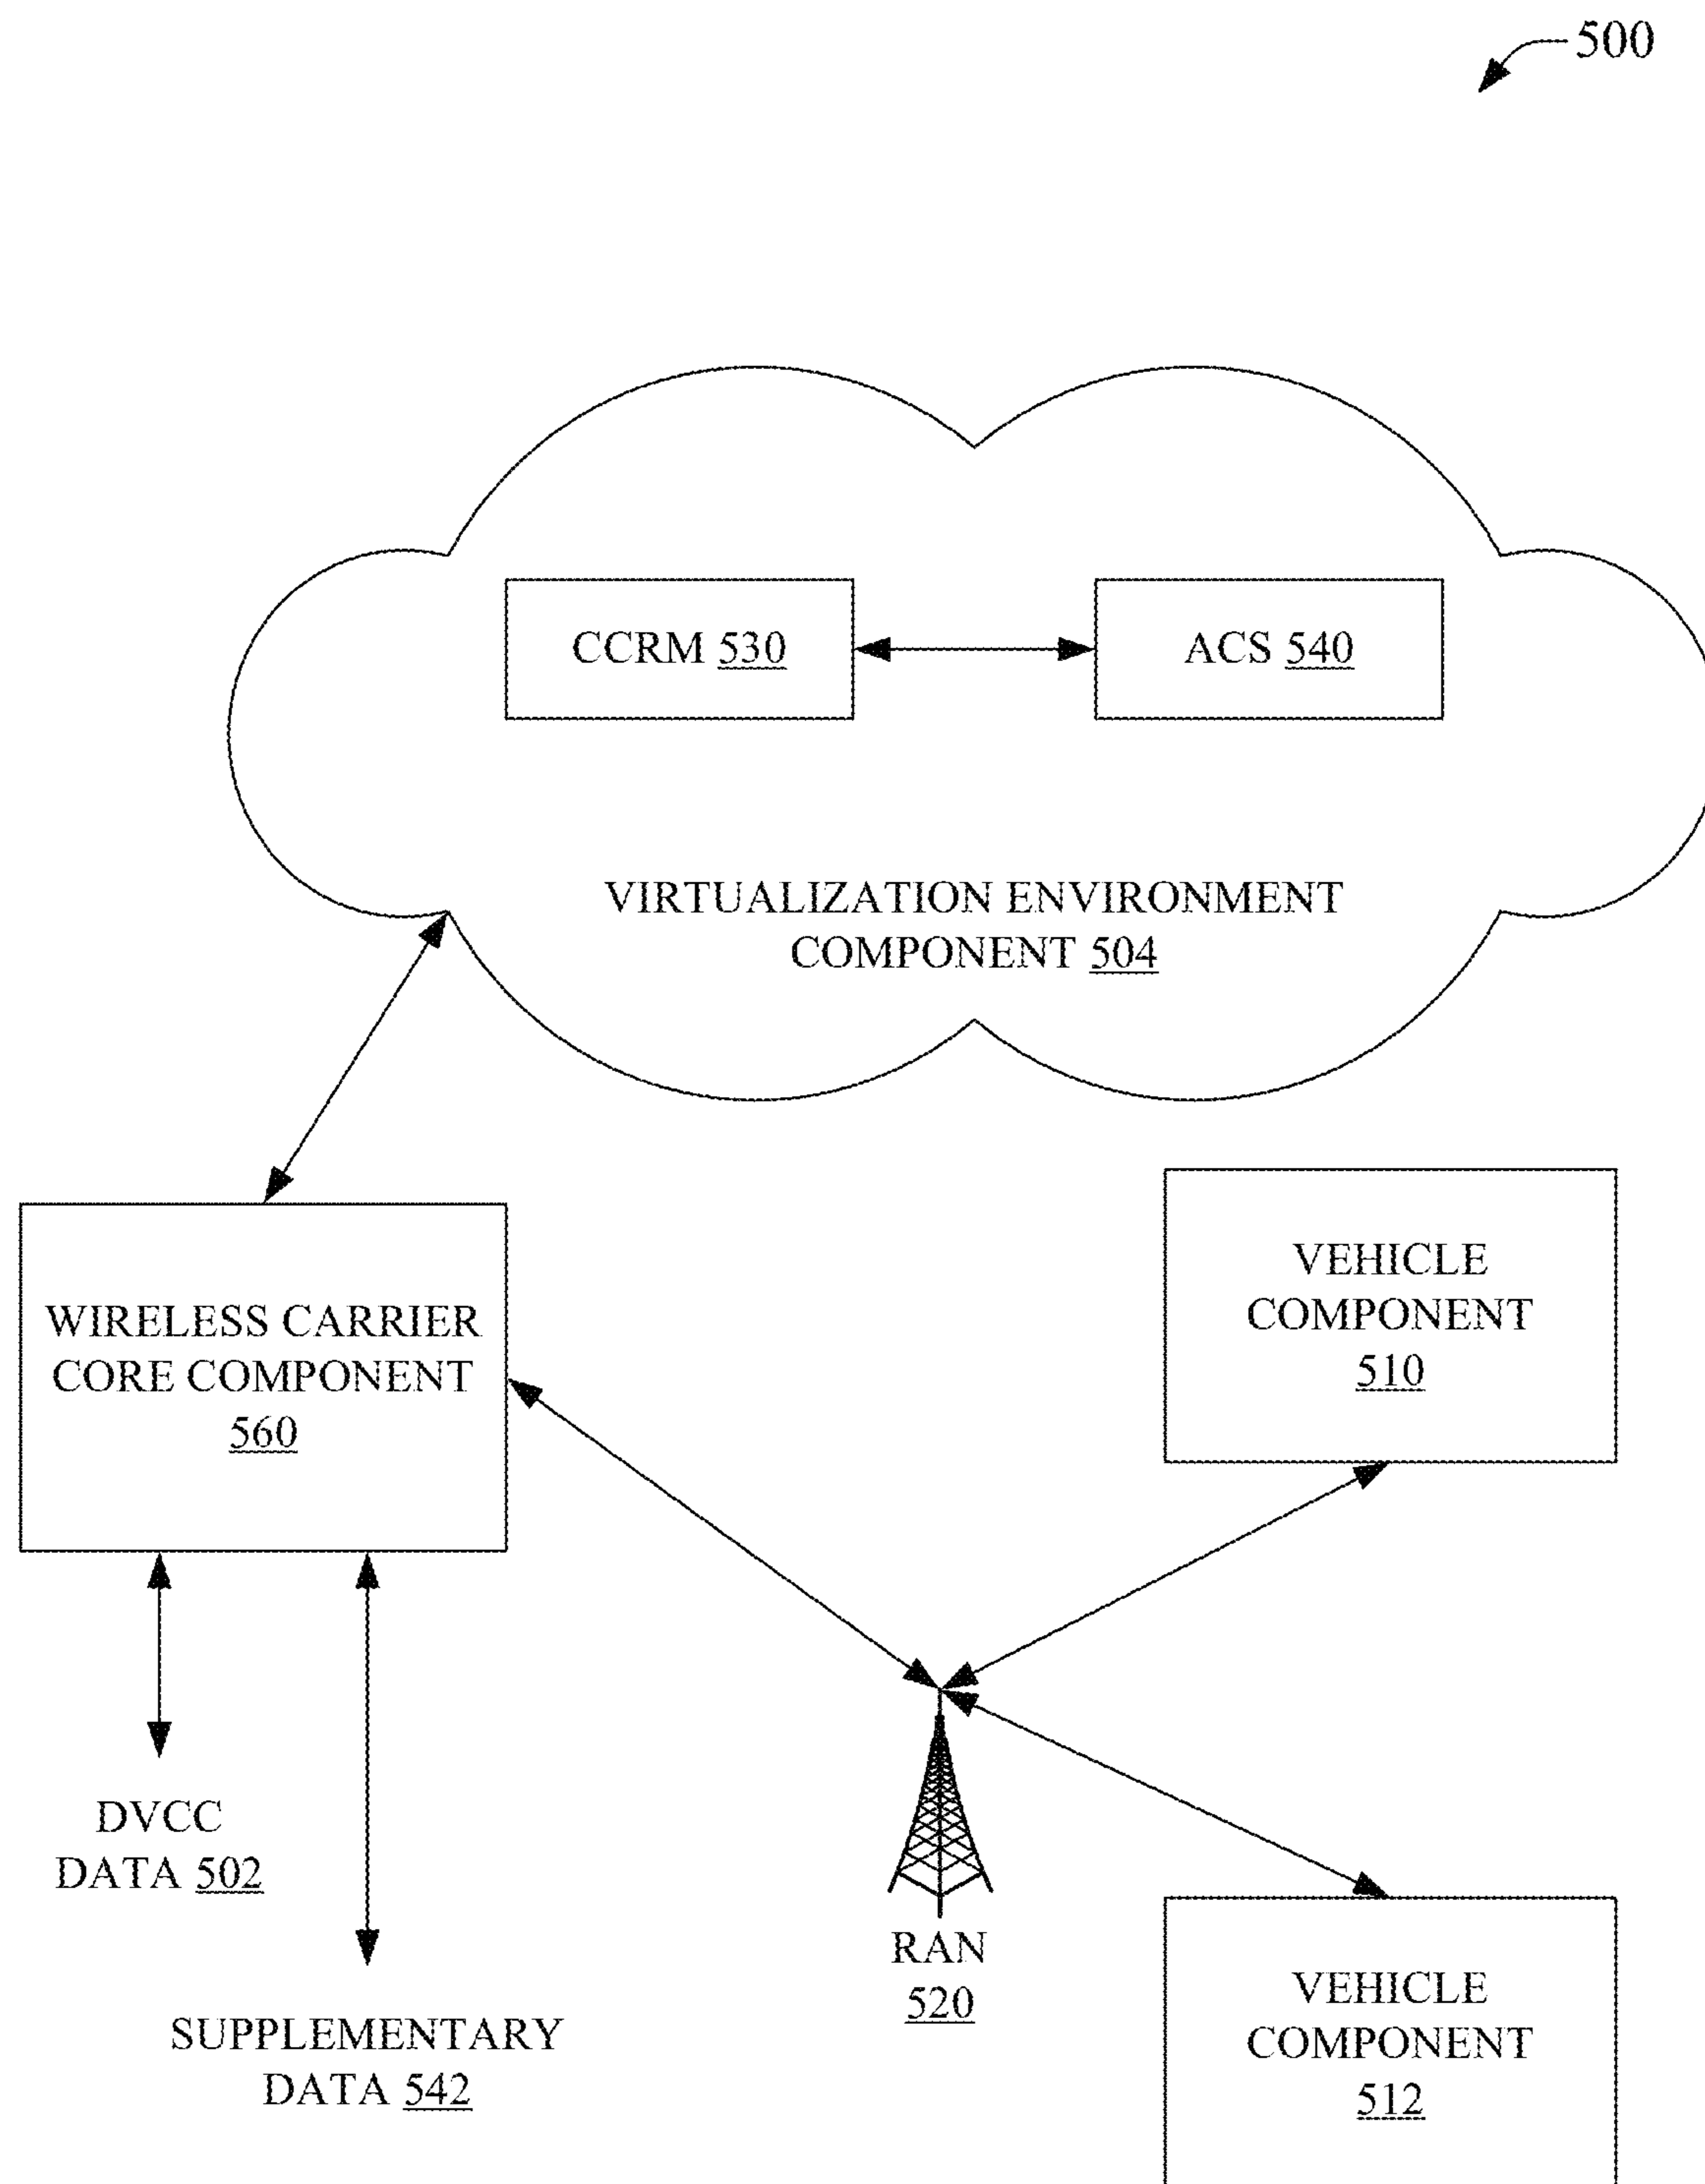 500
CCRM 530
ACS 540
VIRTUALIZATION ENVIRONMENT
COMPONENT 504
VEHICLE
COMPONENT
510
WIRELESS CARRIER
CORE COMPONENT
560
DVCC
DATA 502
RAN
520
SUPPLEMENTARY
DATA 542
VEHICLE
COMPONENT
512